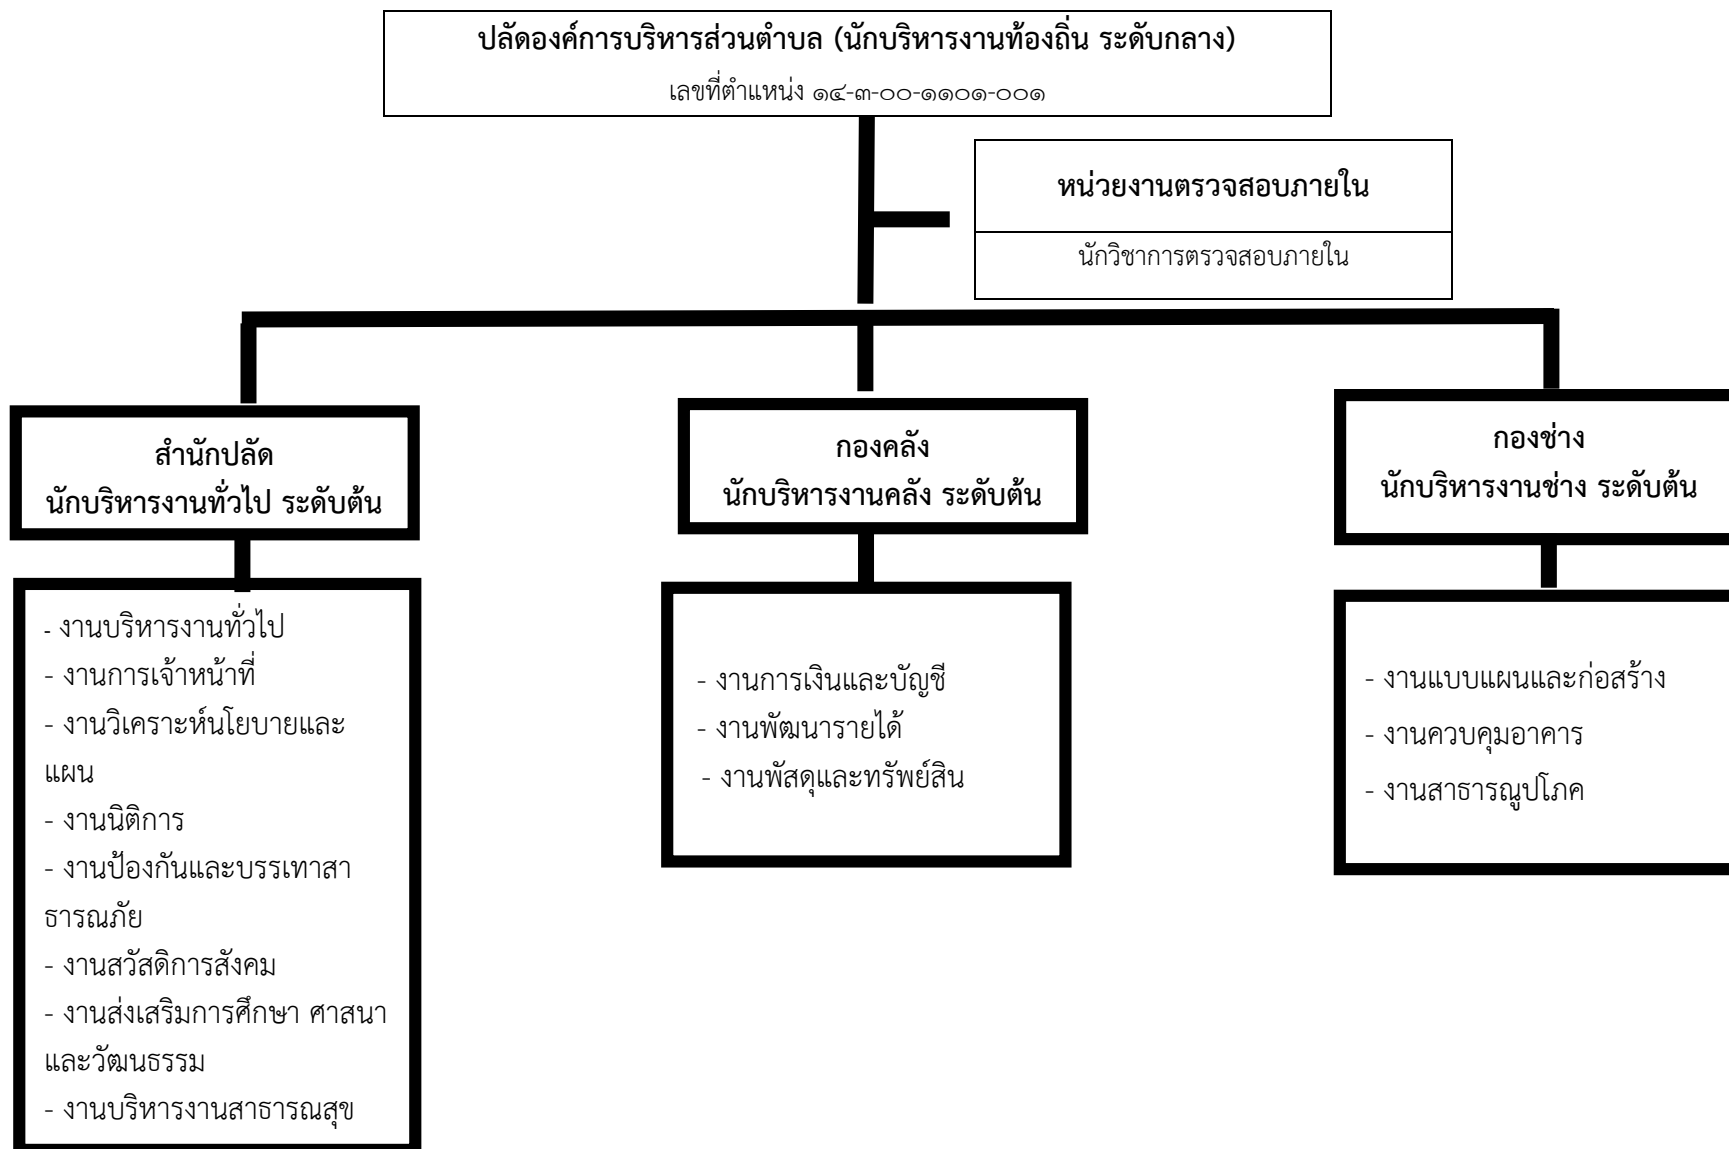 ปลัดองค์การบริหารส่วนตำบล (นักบริหารงานท้องถิ่น ระดับกลาง)
เลขที่ตำแหน่ง ๑๔-๓-๐๐-๑๑๐๑-๐๐๑
หน่วยงานตรวจสอบภายใน
นักวิชาการตรวจสอบภายใน
สำนักปลัด
นักบริหารงานทั่วไป ระดับต้น
- งานบริหารงานทั่วไป
- งานการเจ้าหน้าที่
- งานวิเคราะห์นโยบายและ
แผน
- งานนิติการ
- งานป้องกันและบรรเทาสา
ธารณภัย
- งานสวัสดิการสังคม
- งานส่งเสริมการศึกษา ศาสนา
และวัฒนธรรม
- งานบริหารงานสาธารณสุข
กองคลัง
นักบริหารงานคลัง ระดับต้น
- งานการเงินและบัญชี
- งานพัฒนารายได้
- งานพัสดุและทรัพย์สิน
กองช่าง
นักบริหารงานช่าง ระดับต้น
- งานแบบแผนและก่อสร้าง
- งานควบคุมอาคาร
- งานสาธารณูปโภค